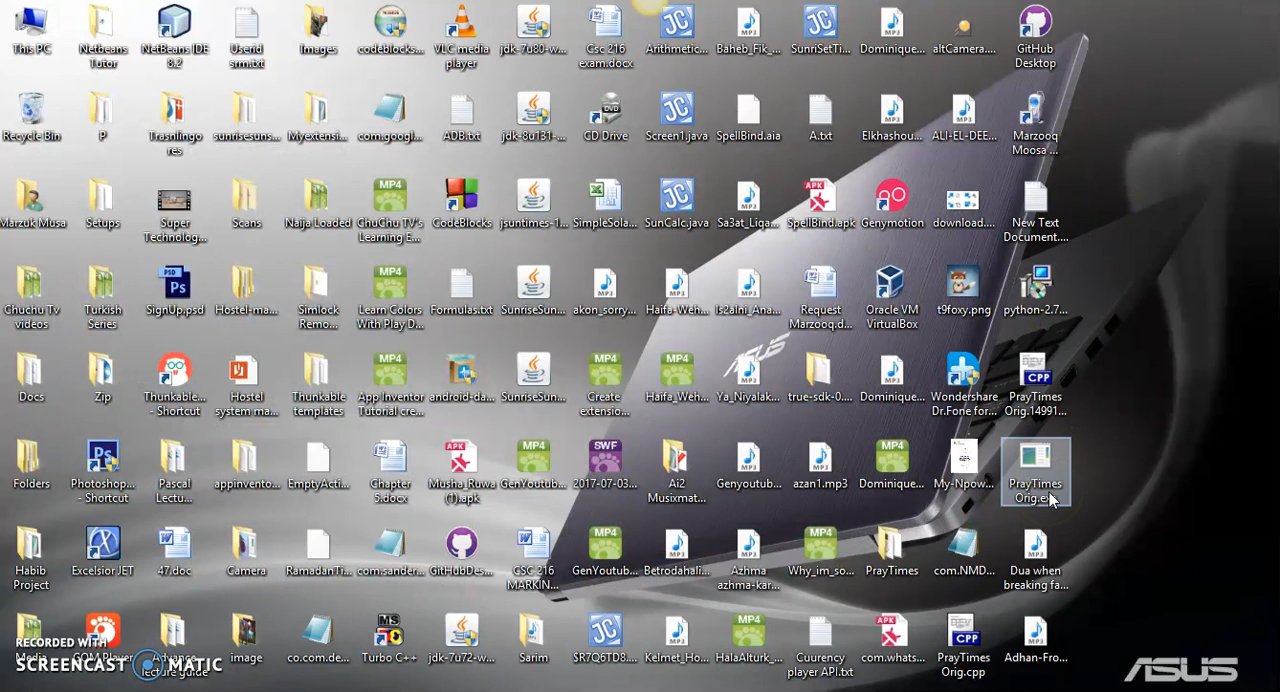 This PC
Netbeans Tutor
NetBeans IDE 8.2
Userid srm.txt
Images
codeblocks...
VLC media player
jdk-7u80-w...
Csc 216 exam.docx
Arithmetic...
Baheb_Fik_...
SunriSetTi...
Dominique...
altCamera....
GitHub Desktop
Recycle Bin
P
Trasnlingo res
sunrisesuns...
Myextensi...
com.googl...
ADB.txt
jdk-8u131-...
CD Drive
Screen1.java
SpellBind.aia
A.txt
Elkhashou...
ALI-EL-DEE...
Marzooq Moosa ...
Marzuk Musa
Setups
Super Technolog...
Scans
Naija Loaded
ChuChu TV's Learning E...
CodeBlocks
jsuntimes-1...
SimpleSola...
SunCalc.java
Sa3at_Liqa...
SpellBind.apk
Genymotion
download....
New Text Document....
Chuchu Tv videos
Turkish Series
SignUp.psd
Hostel-ma...
Simlock Remo...
Learn Colors With Play D...
Formulas.txt
SunriseSun...
akon_sorry...
Haifa-Weh...
Is2alni_Ana...
Request Marzooq.d...
Oracle VM VirtualBox
t9foxy.png
python-2.7...
Docs
Zip
Thunkable... - Shortcut
Hostel system ma...
Thunkable templates
App Inventor Tutorial cre...
android-da...
SunriseSun...
Create extensio...
Haifa_Weh...
Ya_Niyalak...
true-sdk-0....
Dominique...
Wondershare Dr.Fone for...
PrayTimes Orig.14991...
Folders
Photoshop... - Shortcut
Pascal Lectu...
appinvento...
EmptyActi...
Chapter 5.docx
Musha_Ruwa (1).apk
GenYoutub...
2017-07-03...
Ai2 Musixmat...
Genyoutub...
azan1.mp3
Dominique...
My-Npow...
PrayTimes Orig.ex
Habib Project
Excelsior JET
47.doc
Camera
RamadanTi...
com.sander...
GitHubDes...
CSC 216 MARKIN...
GenYoutub...
Betrodahali...
Azhma azhma-kar...
Why_im_so...
PrayTimes
com.NMD...
Dua when breaking fa...
lecture guide
image
co.com.de...
Turbo C++
jdk-7u72-w...
Sarim
$R7Q6TD8....
Kelmet_Ho...
HalaAlturk_...
Cuurency player API.txt
com.whats...
PrayTimes Orig.cpp
Adhan-Fro...
RECORDED WITH
SCREENCAST MATIC
ASUS
ASUS